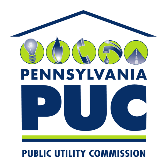 PENNSYLVANIA
PUC
PUBLIC UTILITY COMMISSION